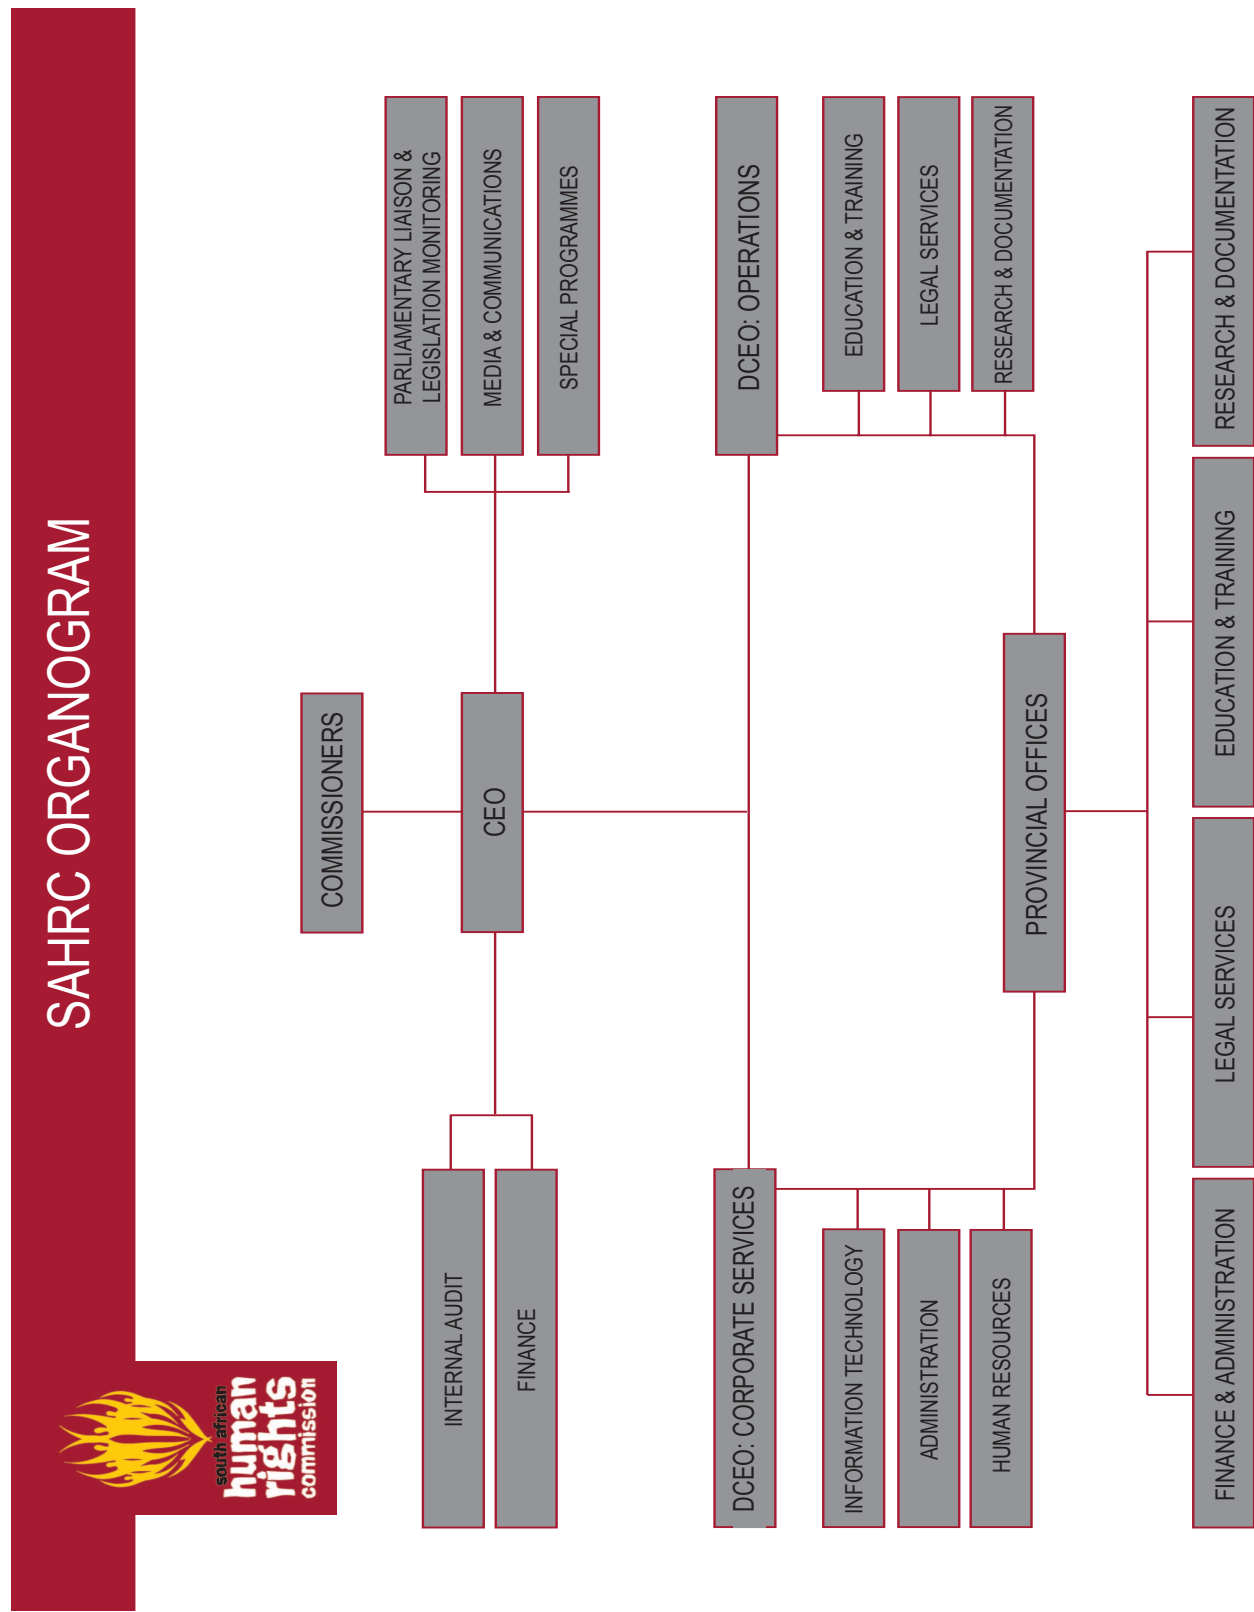 SAHRC ORGANOGRAM
south african
human
rights
commission
COMMISSIONERS
INTERNAL AUDIT
FINANCE
CEO
PARLIAMENTARY LIAISON &
LEGISLATION MONITORING
MEDIA & COMMUNICATIONS
SPECIAL PROGRAMMES
DCEO: CORPORATE SERVICES
DCEO: OPERATIONS
INFORMATION TECHNOLOGY
ADMINISTRATION
HUMAN RESOURCES
EDUCATION & TRAINING
LEGAL SERVICES
RESEARCH & DOCUMENTATION
PROVINCIAL OFFICES
FINANCE & ADMINISTRATION
LEGAL SERVICES
EDUCATION & TRAINING
RESEARCH & DOCUMENTATION